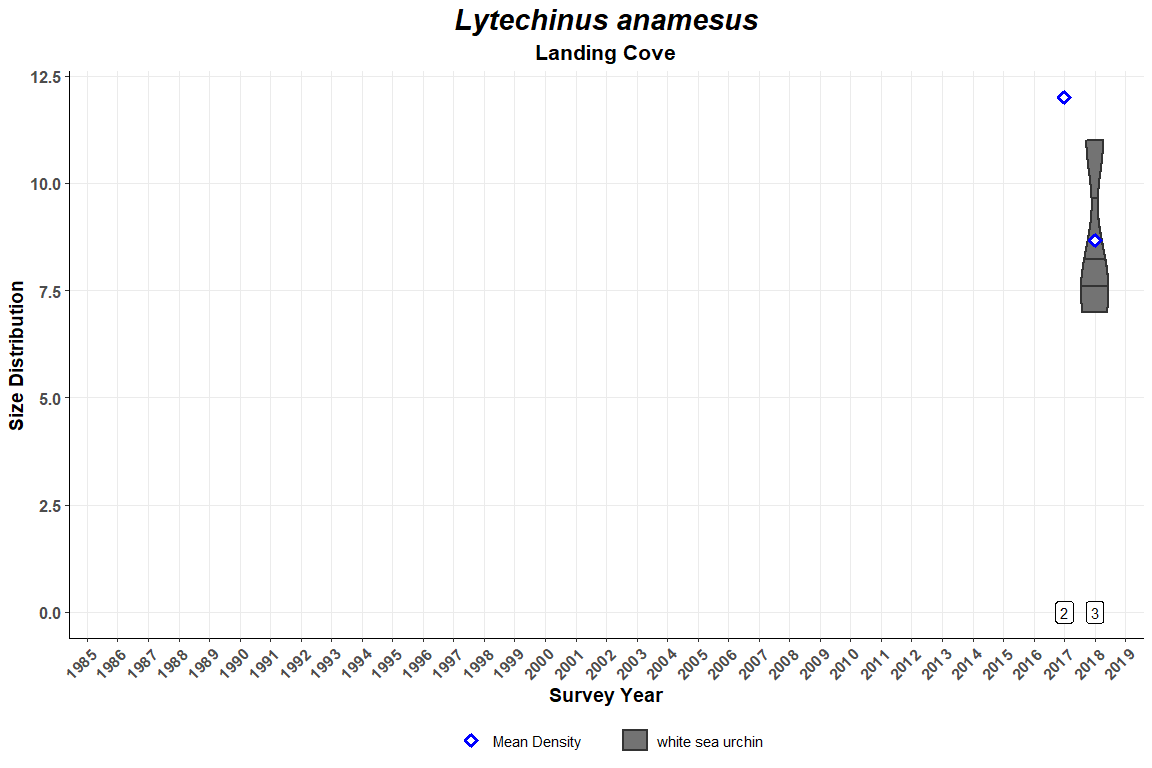 Lytechinus anamesus
Landing Cove
Size Distribution
12.5
10.0
7.5
5.0
2.5
0.0
2 3
1985 1986 1987 1988 1989 1990 1991 1992 1993 1994 1995 1996 1997 1998 1999 2000 2001 2002 2003 2004 2005 2006 2007 2008 2009 2010 2011 2012 2013 2014 2015 2016 2017 2018 2019
Survey Year
Mean Density white sea urchin